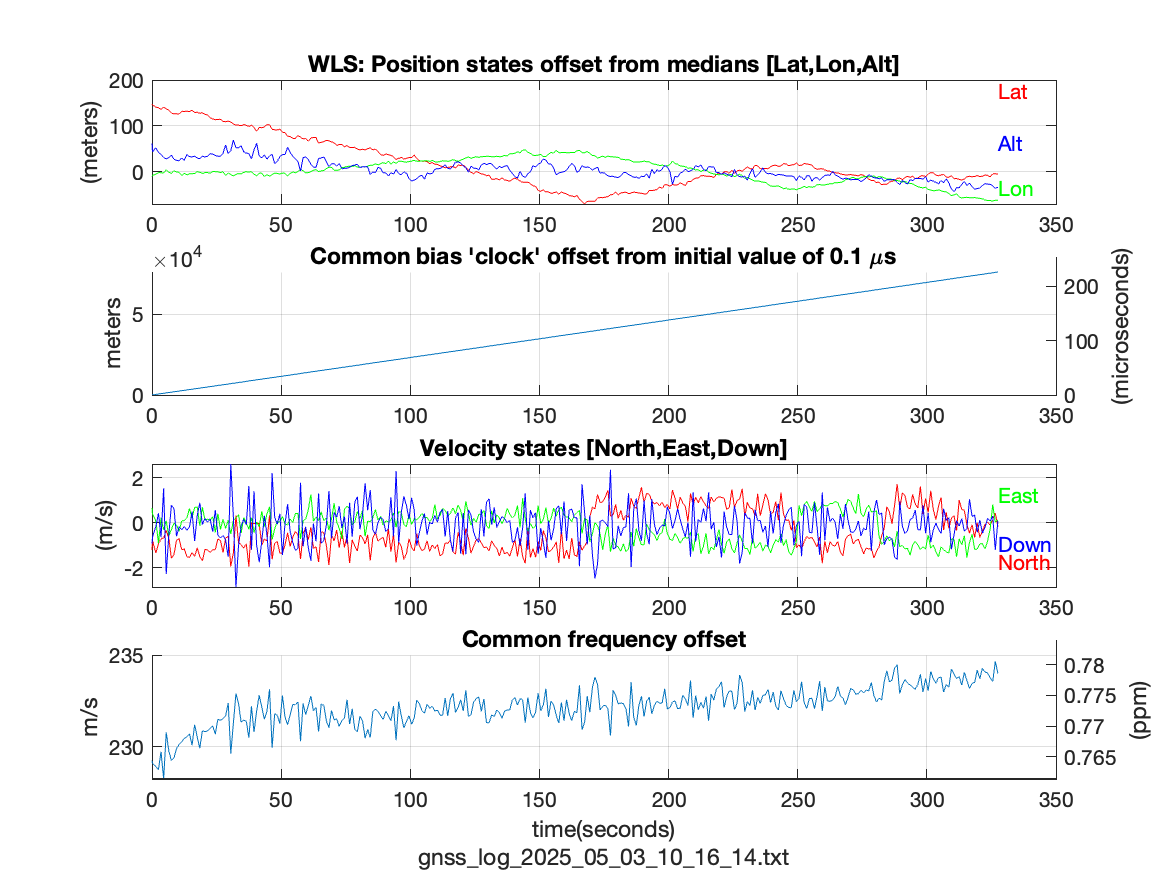 WLS: Position states offset from medians [Lat,Lon,Alt]
200
100
0
(meters)
Lat
Alt
Lon
0 50 100 150 200 250 300 350
×10⁴
Common bias 'clock' offset from initial value of 0.1 μs
5
0
meters
200
100
0
(microseconds)
0 50 100 150 200 250 300 350
Velocity states [North,East,Down]
2
0
-2
(m/s)
East
Down
North
0 50 100 150 200 250 300 350
Common frequency offset
235
230
m/s
0.78
0.775
0.77
0.765
(ppm)
0 50 100 150 200 250 300 350
time(seconds)
gnss_log_2025_05_03_10_16_14.txt